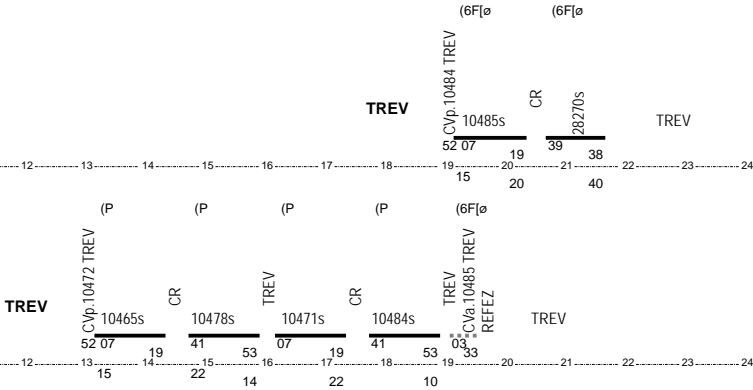 (6F[ø (6F[ø
CVp.10484 TREV
CR
28270s
TREV
10485s
TREV
52 07 19 39 38
12 13 14 15 16 17 18 19 20 21 22 23 24
15 20 40
(P (P (P (P (6F[ø
CVp.10472 TREV
CR
TREV
CR
TREV
CVa.10485 TREV
REFEZ
TREV
10465s 10478s 10471s 10484s
TREV
52 07 19 41 53 07 19 41 53 03 33
12 13 14 15 16 17 18 19 20 21 22 23 24
15 22 14 22 10